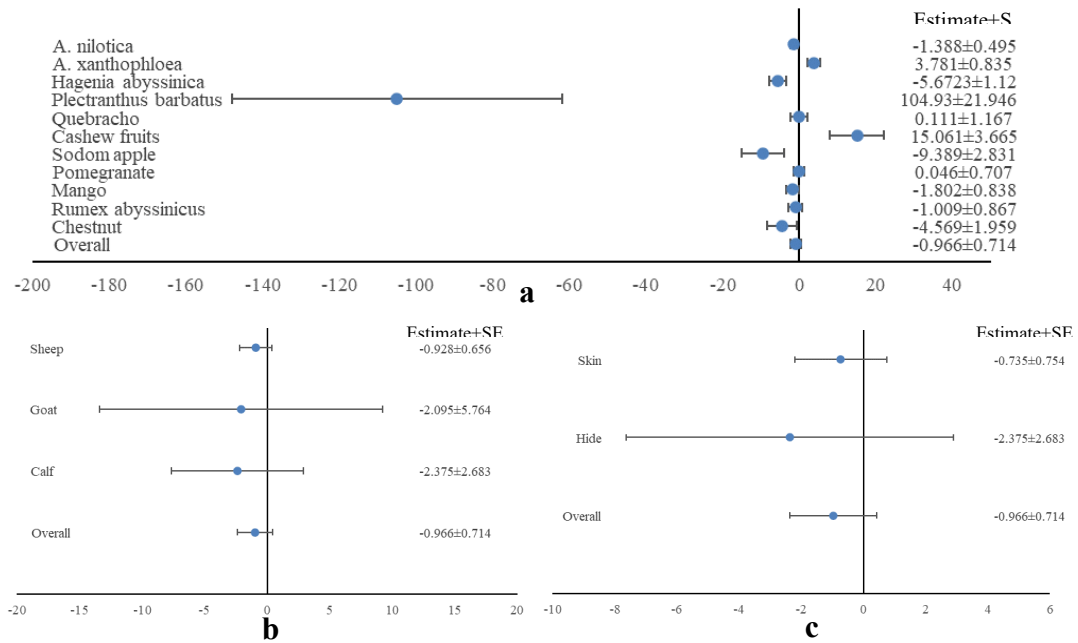 Estimate+S
A. nilotica -1.388±0.495
A. xanthophloea 3.781±0.835
Hagenia abyssinica -5.6723±1.12
Plectranthus barbatus 104.93±21.946
Quebracho 0.111±1.167
Cashew fruits 15.061±3.665
Sodom apple -9.389±2.831
Pomegranate 0.046±0.707
Mango -1.802±0.838
Rumex abyssinicus -1.009±0.867
Chestnut -4.569±1.959
Overall -0.966±0.714
-200 -180 -160 -140 -120 -100 -80 -60 -40 -20 0 20 40
a
Estimate+SE
Sheep -0.928±0.656
Goat -2.095±5.764
Calf -2.375±2.683
Overall -0.966±0.714
-20 -15 -10 -5 0 5 10 15 20
b
Estimate+SE
Skin -0.735±0.754
Hide -2.375±2.683
Overall -0.966±0.714
-10 -8 -6 -4 -2 0 2 4 6
c